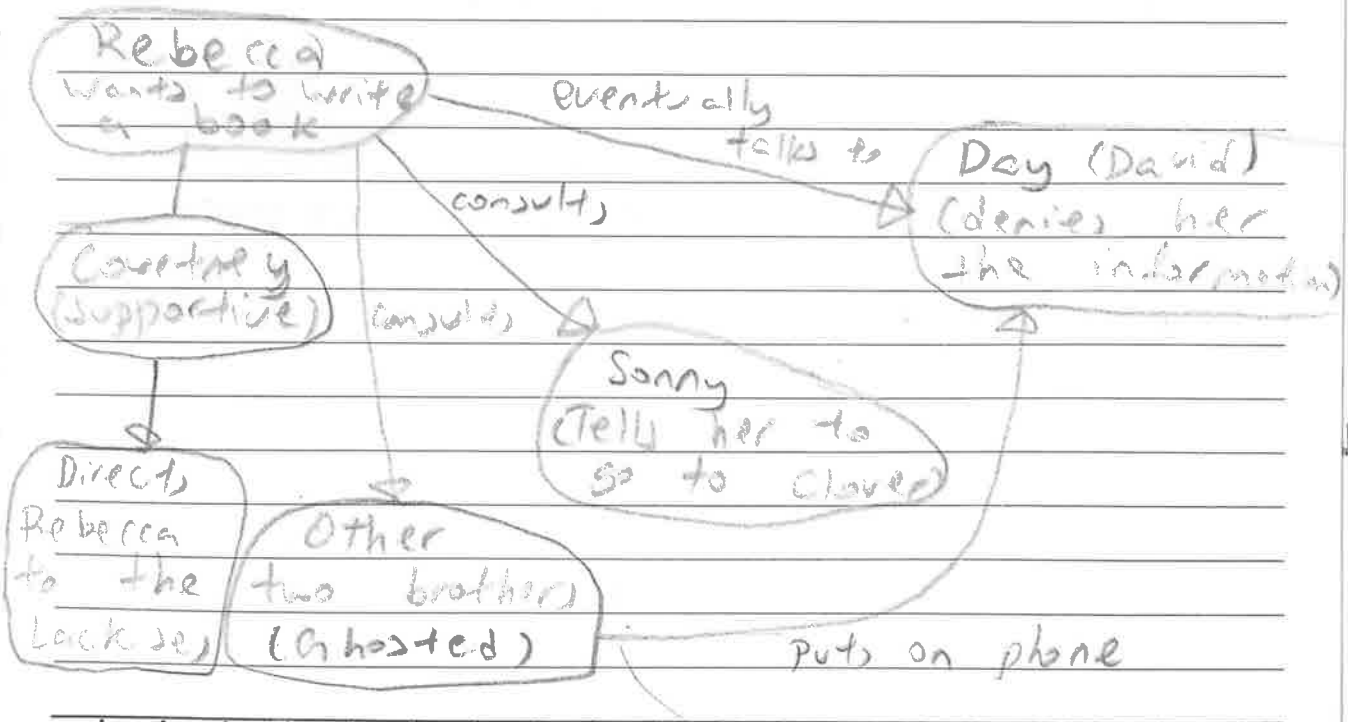 Rebecca
wants to write
a book
eventually
talks to
Day (David)
(denies her
the information)
consults
Courtney
(supportive)
consults
Sonny
(Tells her to
go to Clover)
Directs
Rebecca
to the
Lackses
Other
two brothers
(Ghosted)
Puts on phone